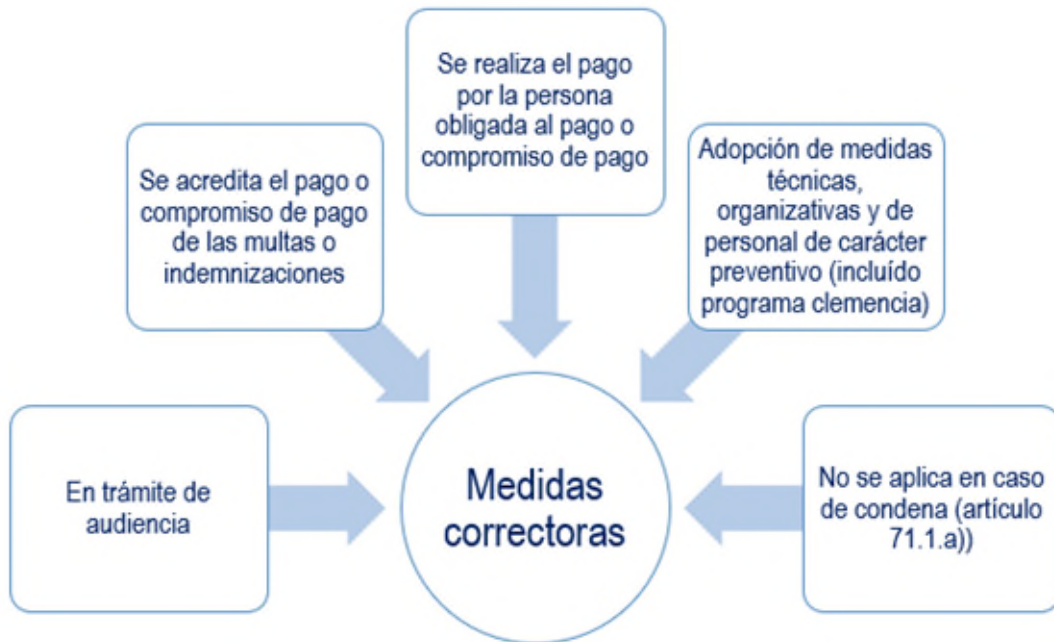 Se realiza el pago
por la persona
obligada al pago o
compromiso de pago
Se acredita el pago o
compromiso de pago
de las multas o
indemnizaciones
Adopción de medidas
técnicas,
organizativas y de
personal de carácter
preventivo (incluído
programa clemencia)
En trámite de
audiencia
Medidas
correctoras
No se aplica en caso
de condena (artículo
71.1.a))